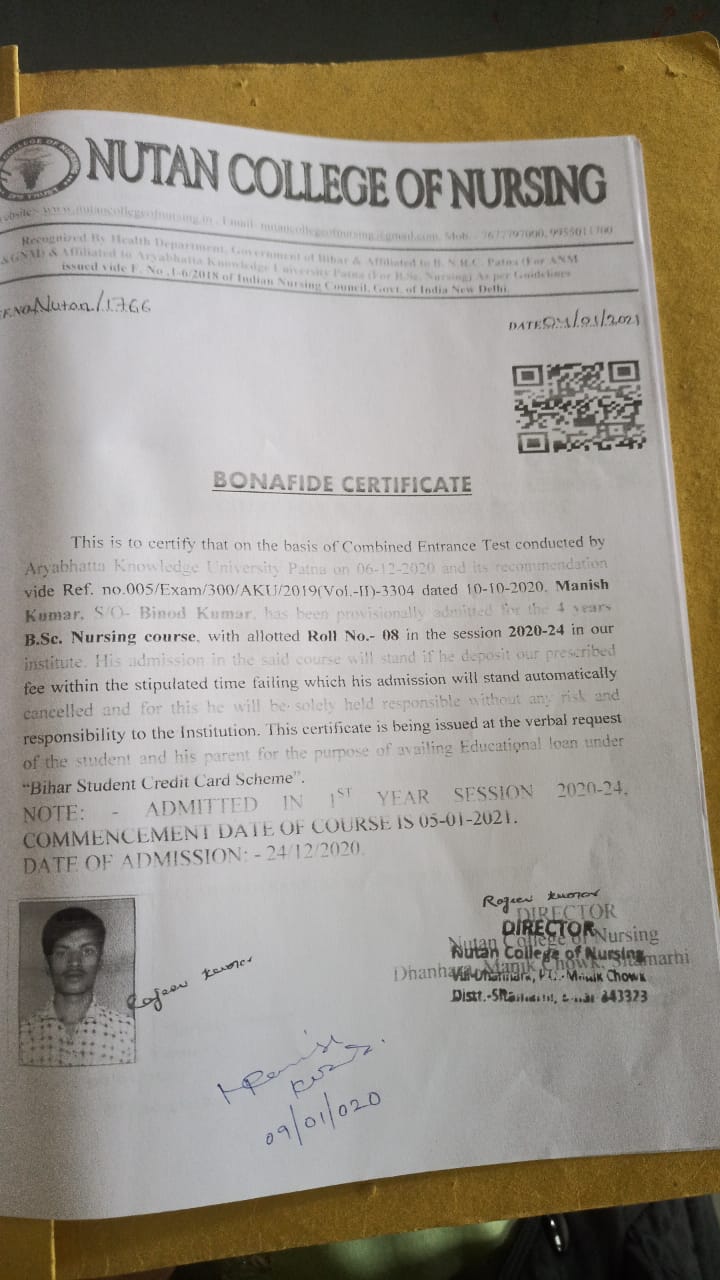 NUTAN COLLEGE OF NURSING
www.nutancollegeofnursing.in, Email: nutancollegeofnursing@gmail.com, Mob.- 7677797000, 9955011700
Recognized By Health Department, Government of Bihar & Affiliated to B. N.R.C. Patna (For ANM
&GNM) & Affiliated to Aryabhatta Knowledge University Patna (For B.Sc. Nursing) As per Guidelines
issued vide F. No .1-6/2018 of Indian Nursing Council, Govt. of India New Delhi.
Nutan/1766
DATE 04/01/2021
BONAFIDE CERTIFICATE
This is to certify that on the basis of Combined Entrance Test conducted by
Aryabhatta Knowledge University Patna on 06-12-2020 and its recommendation
vide Ref. no.005/Exam/300/AKU/2019(Vol.-II)-3304 dated 10-10-2020, Manish
Kumar, S/O- Binod Kumar, has been provisionally admitted for the 4 years
B.Sc. Nursing course, with allotted Roll No.- 08 in the session 2020-24 in our
institute. His admission in the said course will stand if he deposit our prescribed
fee within the stipulated time failing which his admission will stand automatically
cancelled and for this he will be solely held responsible without any risk and
responsibility to the Institution. This certificate is being issued at the verbal request
of the student and his parent for the purpose of availing Educational loan under
“Bihar Student Credit Card Scheme”.
NOTE: - ADMITTED IN 1ST YEAR SESSION 2020-24,
COMMENCEMENT DATE OF COURSE IS 05-01-2021.
DATE OF ADMISSION: - 24/12/2020.
Rajeev Kumar
DIRECTOR
Nutan College of Nursing
Dhanhara, Manik Chowk, Sitamarhi
DIRECTOR
Nutan College of Nursing
Manik Chowk
Distt.- 843323
Rajeev Kumar
Manish
Kumar
09/01/020